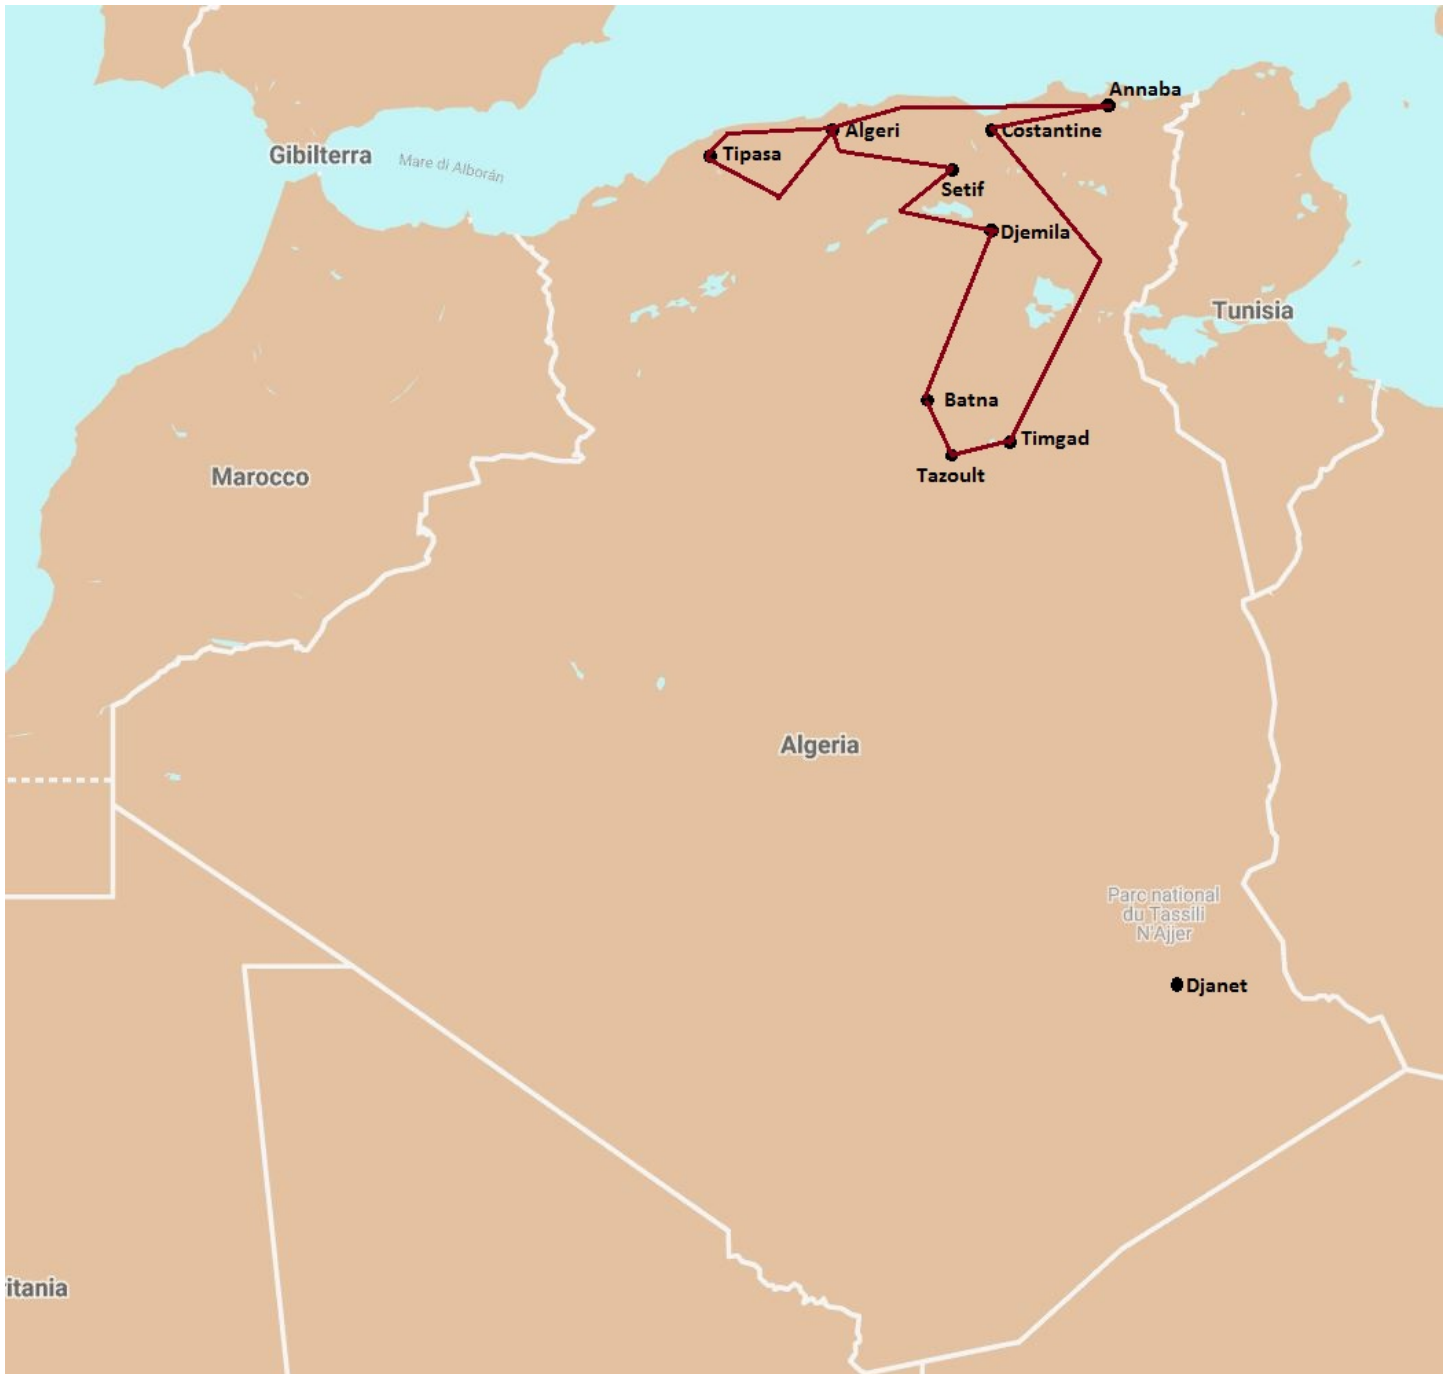 Annaba
Algeri
Costantine
Gibilterra
Mare di Alborán
Tipasa
Setif
Djemila
Tunisia
Batna
Timgad
Marocco
Tazoult
Algeria
Parc national
du Tassili
N'Ajjer
Djanet
itania